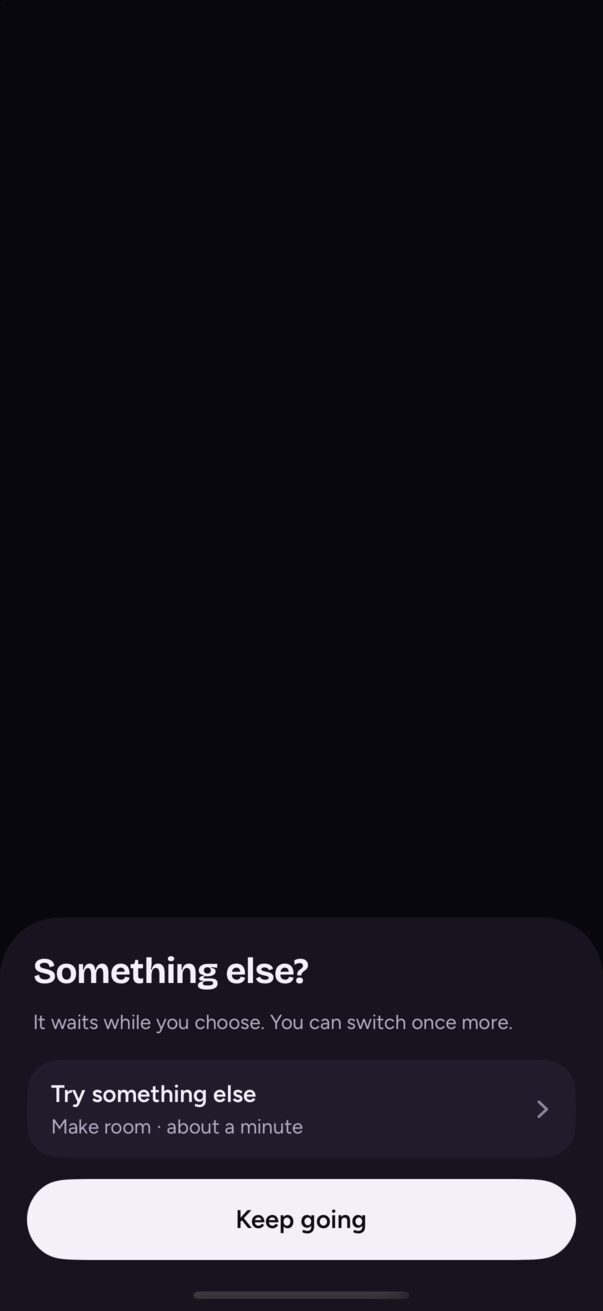 Something else?
It waits while you choose. You can switch once more.
Try something else
Make room · about a minute
Keep going